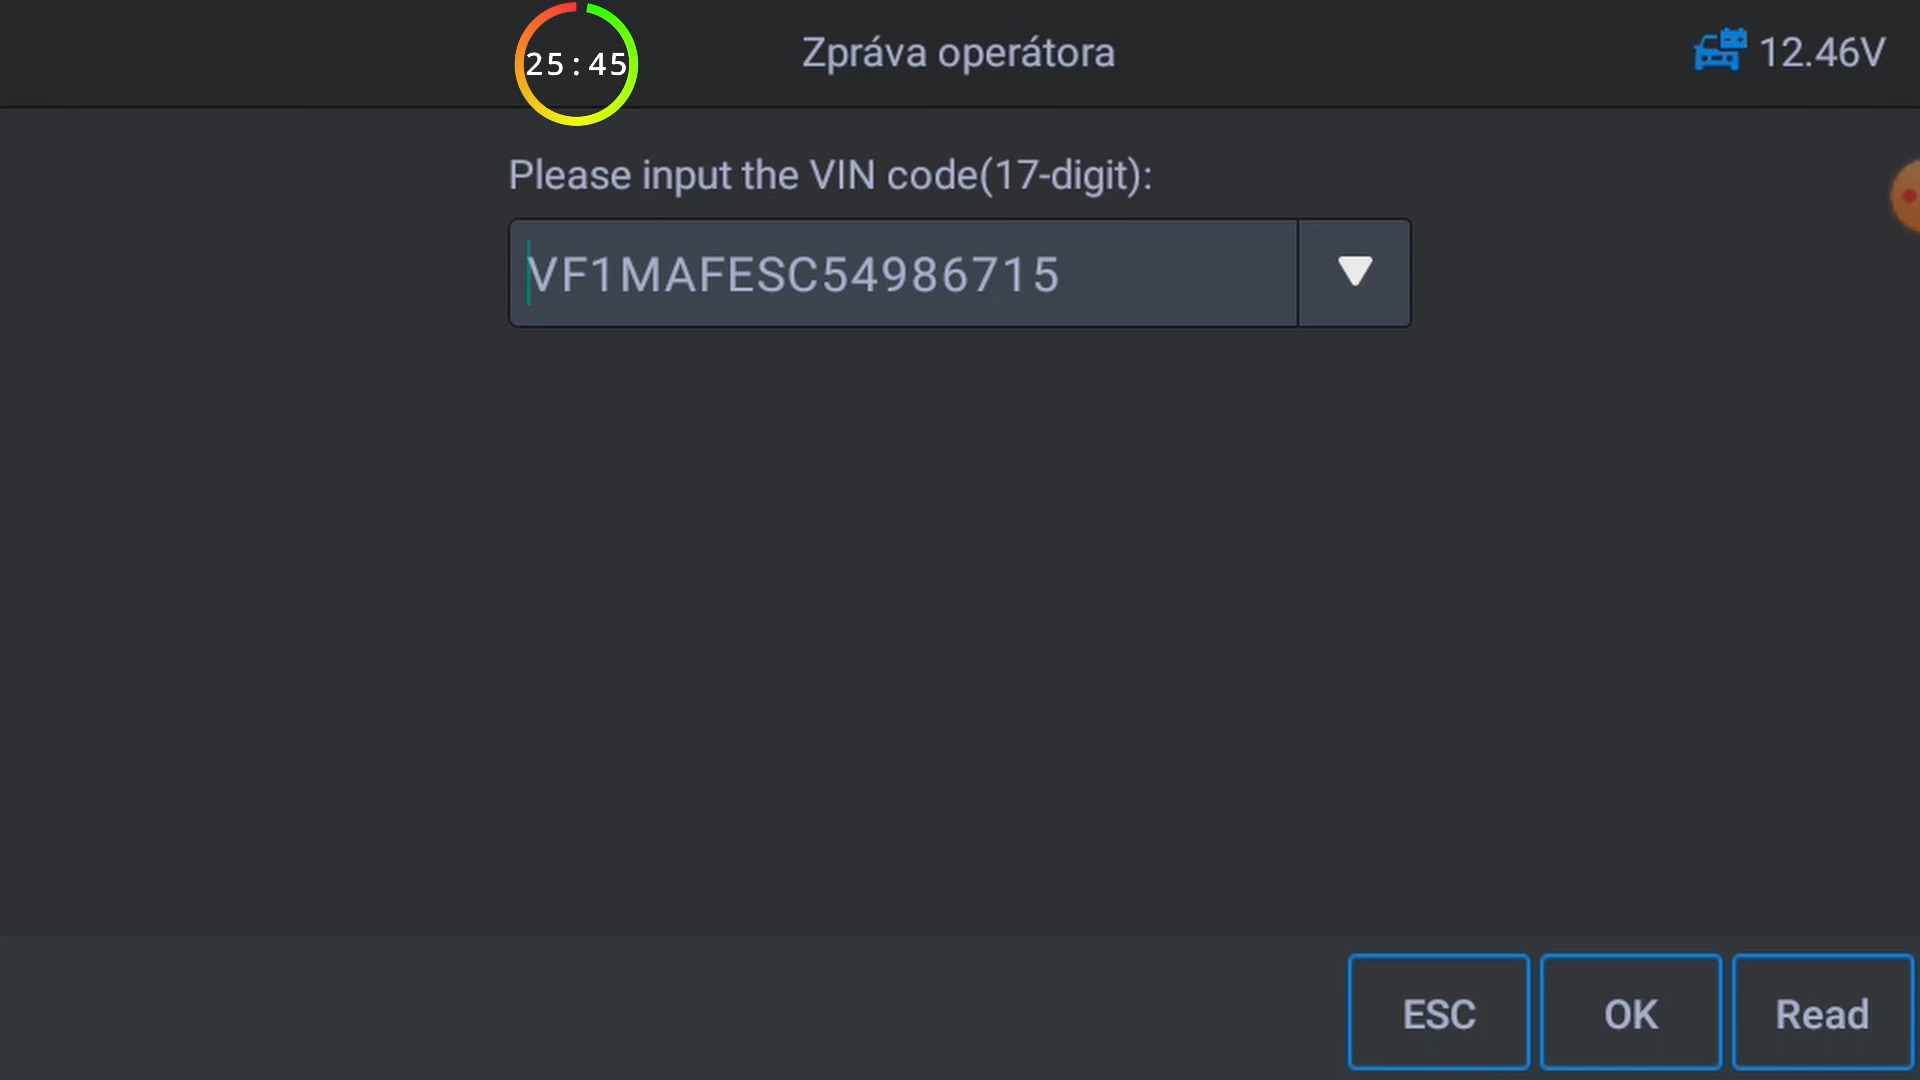 25:45
Zpráva operátora
12.46V
Please input the VIN code(17-digit):
VF1MAFESC54986715
ESC
OK
Read